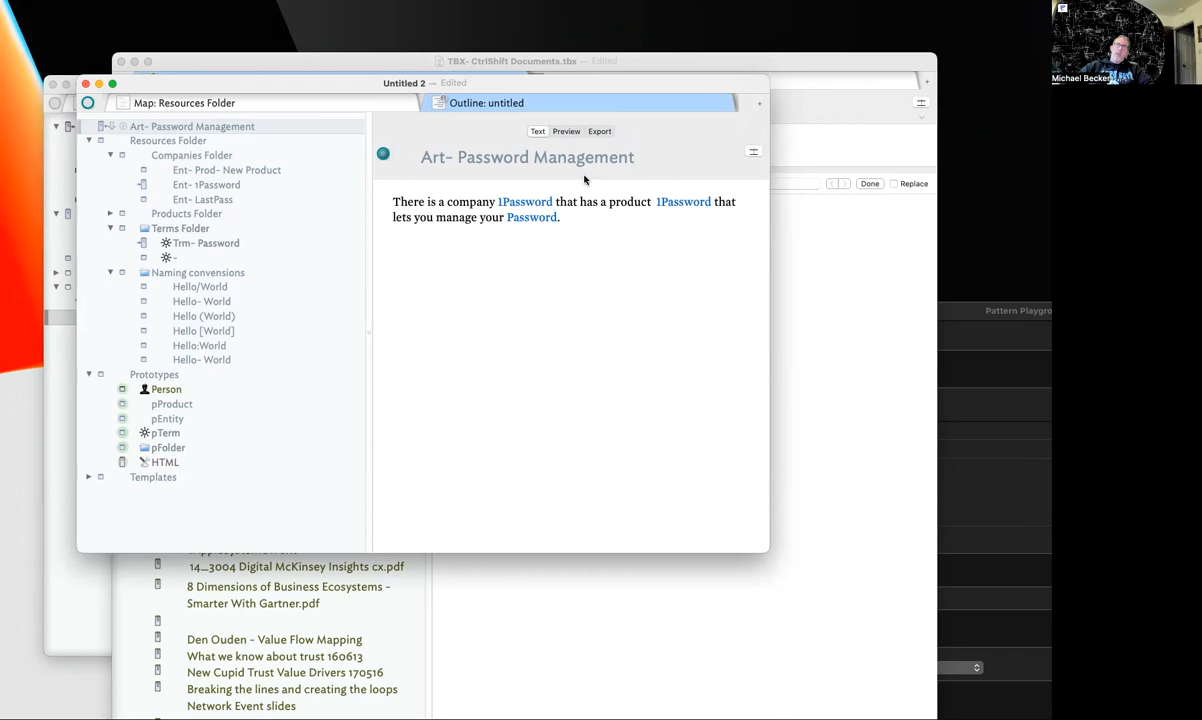 TBX- CtrlShift Documents.tbx — Edited
Untitled 2 — Edited
Map: Resources Folder
Outline: untitled
Text
Preview
Export
Art- Password Management
There is a company 1Password that has a product 1Password that
lets you manage your Password.
Done
Replace
Art- Password Management
Resources Folder
Companies Folder
Ent- Prod- New Product
Ent- 1Password
Ent- LastPass
Products Folder
Terms Folder
Trm- Password
-
Naming convensions
Hello/World
Hello- World
Hello (World)
Hello [World]
Hello:World
Hello- World
Prototypes
Person
pProduct
pEntity
pTerm
pFolder
HTML
Templates
14_3004 Digital McKinsey Insights cx.pdf
8 Dimensions of Business Ecosystems -
Smarter With Gartner.pdf
Den Ouden - Value Flow Mapping
What we know about trust 160613
New Cupid Trust Value Drivers 170516
Breaking the lines and creating the loops
Network Event slides
Pattern Playgro
Michael Becker